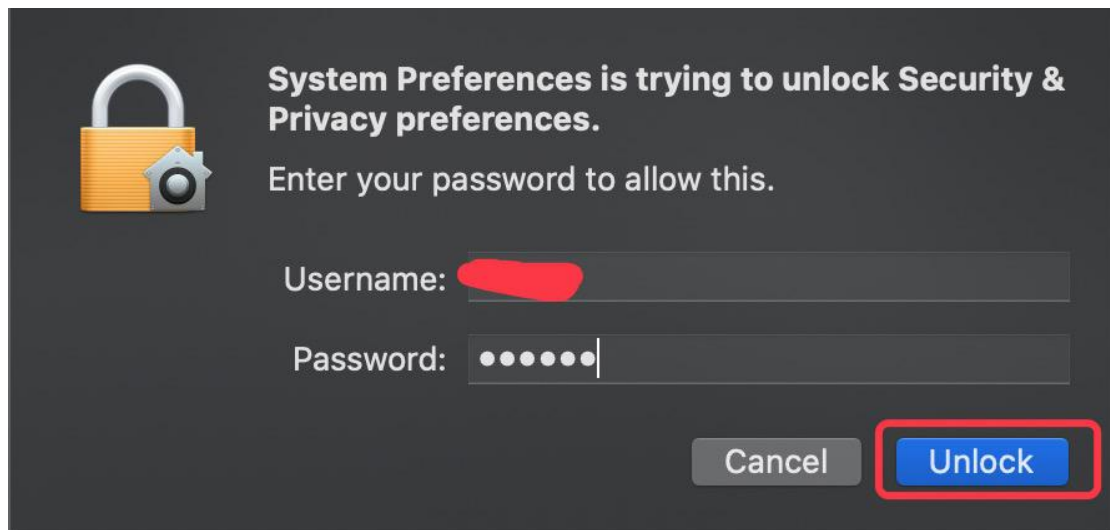 System Preferences is trying to unlock Security &
Privacy preferences.
Enter your password to allow this.
Username:
Password: ●●●●●●
Cancel Unlock